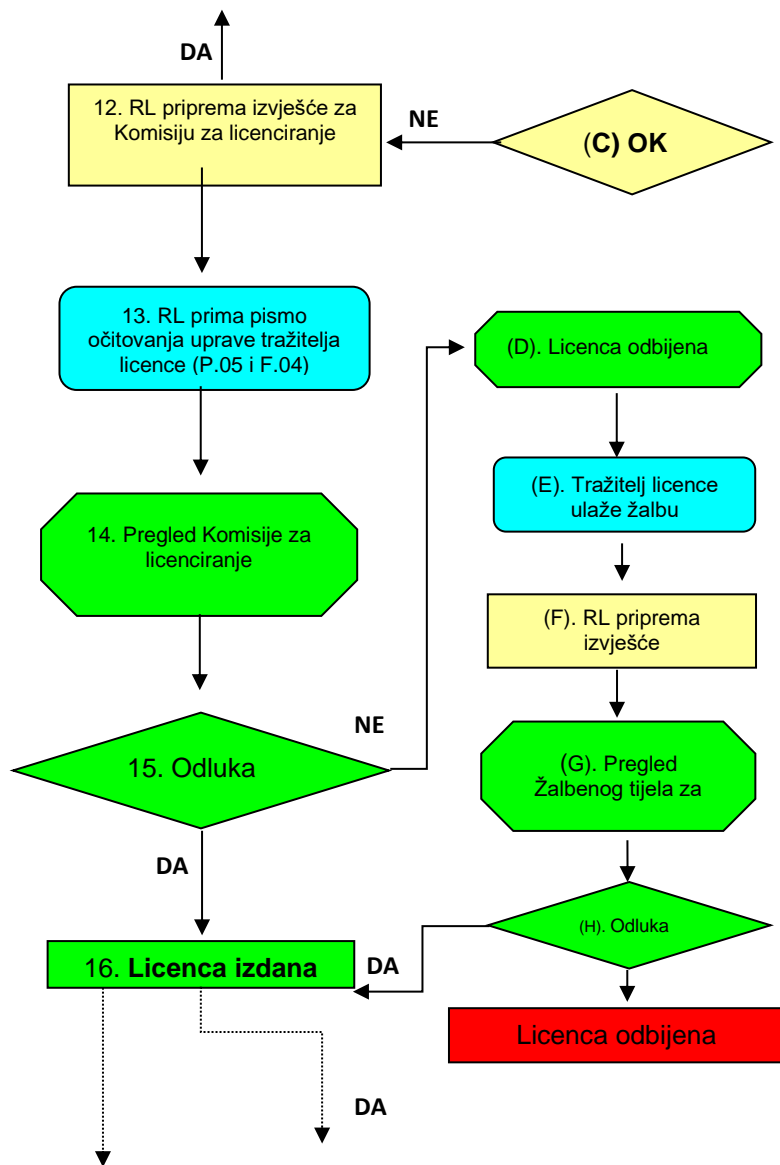 DA
12. RL priprema izvješće za
Komisiju za licenciranje
NE
(C) OK
13. RL prima pismo
očitovanja uprave tražitelja
licence (P.05 i F.04)
(D). Licenca odbijena
(E). Tražitelj licence
ulaže žalbu
14. Pregled Komisije za
licenciranje
(F). RL priprema
izvješće
NE
15. Odluka
(G). Pregled
Žalbenog tijela za
DA
(H). Odluka
16. Licenca izdana
DA
Licenca odbijena
DA